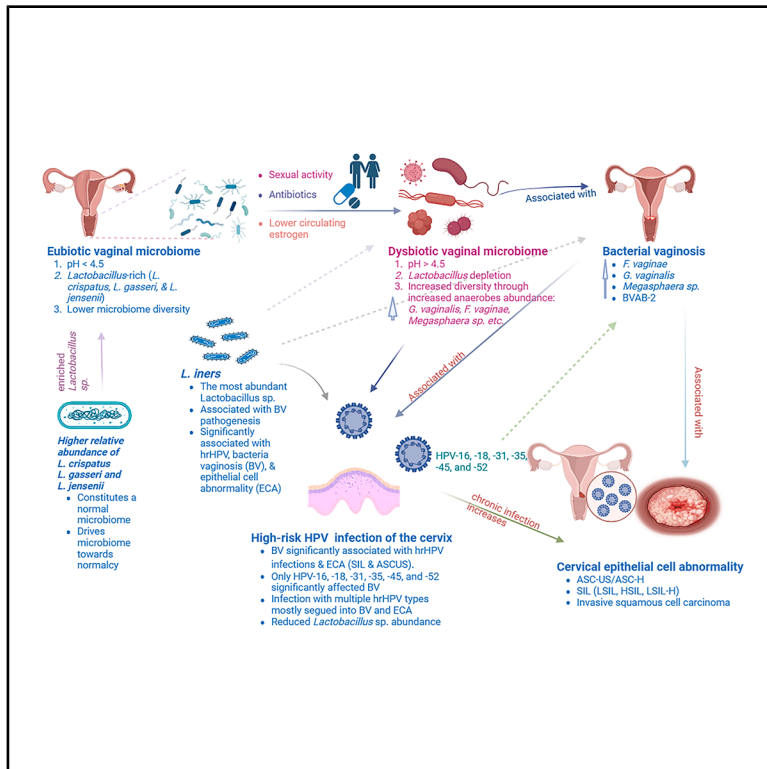 • Sexual activity
• Antibiotics
• Lower circulating
estrogen
Associated with
Eubiotic vaginal microbiome
1. pH < 4.5
2. Lactobacillus-rich (L.
crispatus, L. gasseri, & L.
jensenii)
3. Lower microbiome diversity
Dysbiotic vaginal microbiome
1. pH > 4.5
2. Lactobacillus depletion
3. Increased diversity through
increased anaerobes abundance:
G. vaginalis, F. vaginae,
Megasphaera sp. etc.
Bacterial vaginosis
• F. vaginae
• G. vaginalis
• Megasphaera sp.
• BVAB-2
enriched
Lactobacillus
sp.
Higher relative
abundance of
L. crispatus
L. gasseri and
L. jensenii
• Constitutes a
normal
microbiome
• Drives
microbiome
towards
normalcy
L. iners
• The most abundant
Lactobacillus sp.
• Associated with BV
pathogenesis
• Significantly
associated with
hrHPV, bacteria
vaginosis (BV), &
epithelial cell
abnormality (ECA)
Associated with
Associated with
HPV-16, -18, -31, -35,
-45, and -52
chronic infection
increases
High-risk HPV infection of the cervix
• BV significantly associated with hrHPV
infections & ECA (SIL & ASCUS).
• Only HPV-16, -18, -31, -35, -45, and -52
significantly affected BV
• Infection with multiple hrHPV types
mostly segued into BV and ECA
• Reduced Lactobacillus sp. abundance
Cervical epithelial cell abnormality
• ASC-US/ASC-H
• SIL (LSIL, HSIL, LSIL-H)
• Invasive squamous cell carcinoma